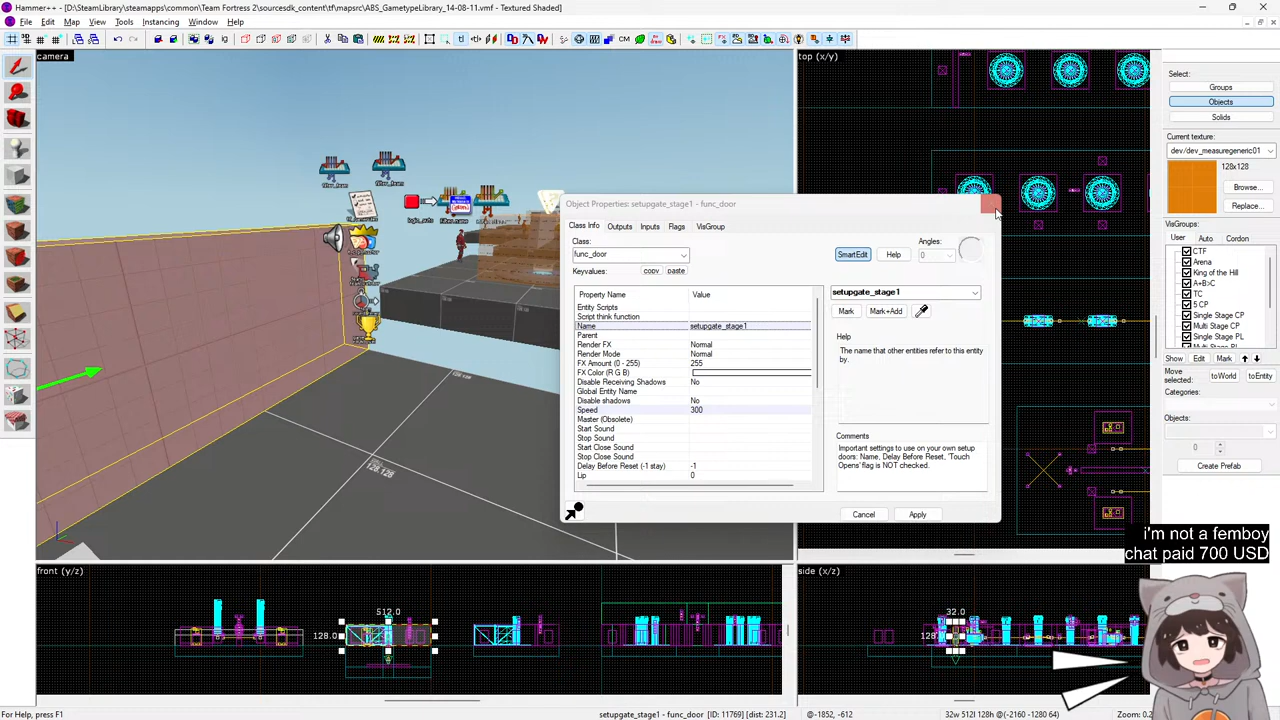 Hammer++ - [D:\SteamLibrary\steamapps\common\Team Fortress 2\sourcesdk_content\tf\mapsrc\ABS_GametypeLibrary_14-08-11.vmf - Textured Shaded]
File Edit Map View Tools Instancing Window Help
camera
top (x/y)
Object Properties: setupgate_stage1 - func_door
Class Info Outputs Inputs Flags VisGroup
Class:
func_door
SmartEdit
Help
Angles:
0
Keyvalues:
copy
paste
Property Name Value
Entity Scripts
Script think function
Name setupgate_stage1
Parent
Render FX Normal
Render Mode Normal
FX Amount (0 - 255) 255
FX Color (R G B)
Disable Receiving Shadows No
Global Entity Name
Disable shadows No
Speed 300
Master (Obsolete)
Start Sound
Stop Sound
Start Close Sound
Stop Close Sound
Delay Before Reset (-1 stay) -1
Lip 0
setupgate_stage1
Mark
Mark+Add
Help
The name that other entities refer to this entity
by.
Comments
Important settings to use on your own setup
doors: Name, Delay Before Reset, 'Touch
Opens' flag is NOT checked.
Cancel
Apply
Select:
Groups
Objects
Solids
Current texture:
dev/dev_measuregeneric01
128x128
Browse...
Replace...
VisGroups:
User Auto Cordon
CTF
Arena
King of the Hill
A+B>C
TC
5 CP
Single Stage CP
Multi Stage CP
Single Stage PL
Multi Stage PL
Show Edit Mark
Move
selected:
toWorld
toEntity
Categories:
Objects:
0
Create Prefab
i'm not a femboy
chat paid 700 USD
front (y/z)
512.0
128.0
side (x/z)
32.0
128
For Help, press F1
setupgate_stage1 - func_door [ID: 11769] [dist: 231.2]
@-1852, -612
32w 512l 128h @(-2160 -1280 64)